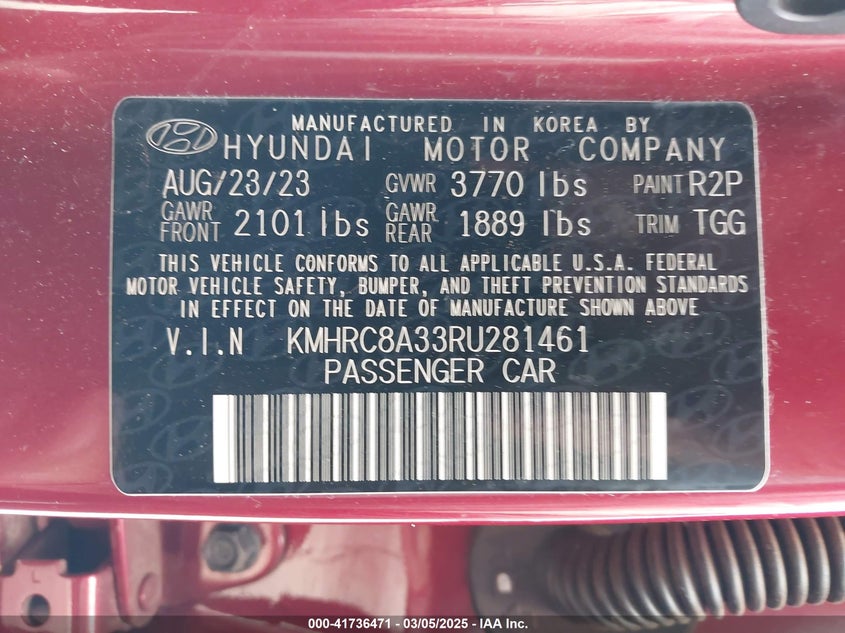 MANUFACTURED IN KOREA BY
HYUNDAI MOTOR COMPANY
AUG/23/23 GVWR 3770 lbs PAINT R2P
GAWR FRONT 2101 lbs GAWR REAR 1889 lbs TRIM TGG
THIS VEHICLE CONFORMS TO ALL APPLICABLE U.S.A. FEDERAL
MOTOR VEHICLE SAFETY, BUMPER, AND THEFT PREVENTION STANDARDS
IN EFFECT ON THE DATE OF MANUFACTURE SHOWN ABOVE
V.I.N KMHRC8A33RU281461
PASSENGER CAR
000-41736471 — 03/05/2025 — IAA Inc.